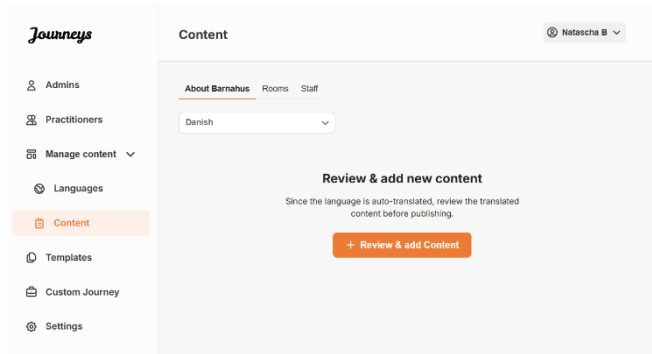 Journeys
Content
Natascha B
Admins
Practitioners
Manage content
Languages
Content
Templates
Custom Journey
Settings
About Barnahus Rooms Staff
Danish
Review & add new content
Since the language is auto-translated, review the translated
content before publishing.
+ Review & add Content